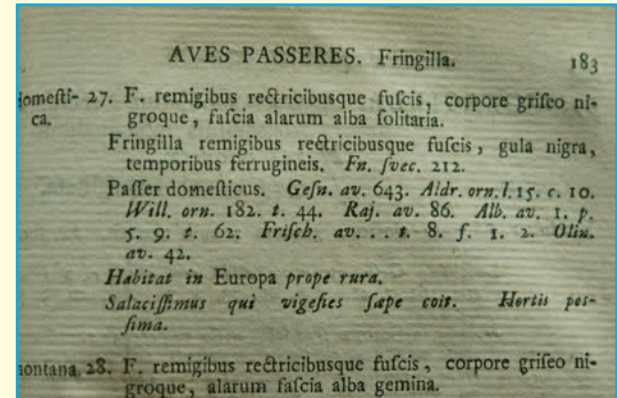 AVES PASSERES. Fringilla. 183
domeſti- 27. F. remigibus rectricibusque fuſcis, corpore griſeo ni-
ca. groque, faſcia alarum alba ſolitaria.
Fringilla remigibus rectricibusque fuſcis, gula nigra,
temporibus ferrugineis. Fn. ſvec. 212.
Paſſer domeſticus. Geſn. av. 643. Aldr. orn. l. 15. c. 10.
Will. orn. 182. t. 44. Raj. av. 86. Alb. av. 1. p.
5. 9. t. 62. Friſch. av. . . t. 8. f. 1. 2. Olin.
av. 42.
Habitat in Europa prope rura.
Salaciſſimus qui vigeſies ſæpe coit. Hortis peſ-
ſima.
montana. 28. F. remigibus rectricibusque fuſcis, corpore griſeo ni-
groque, alarum faſcia alba gemina.